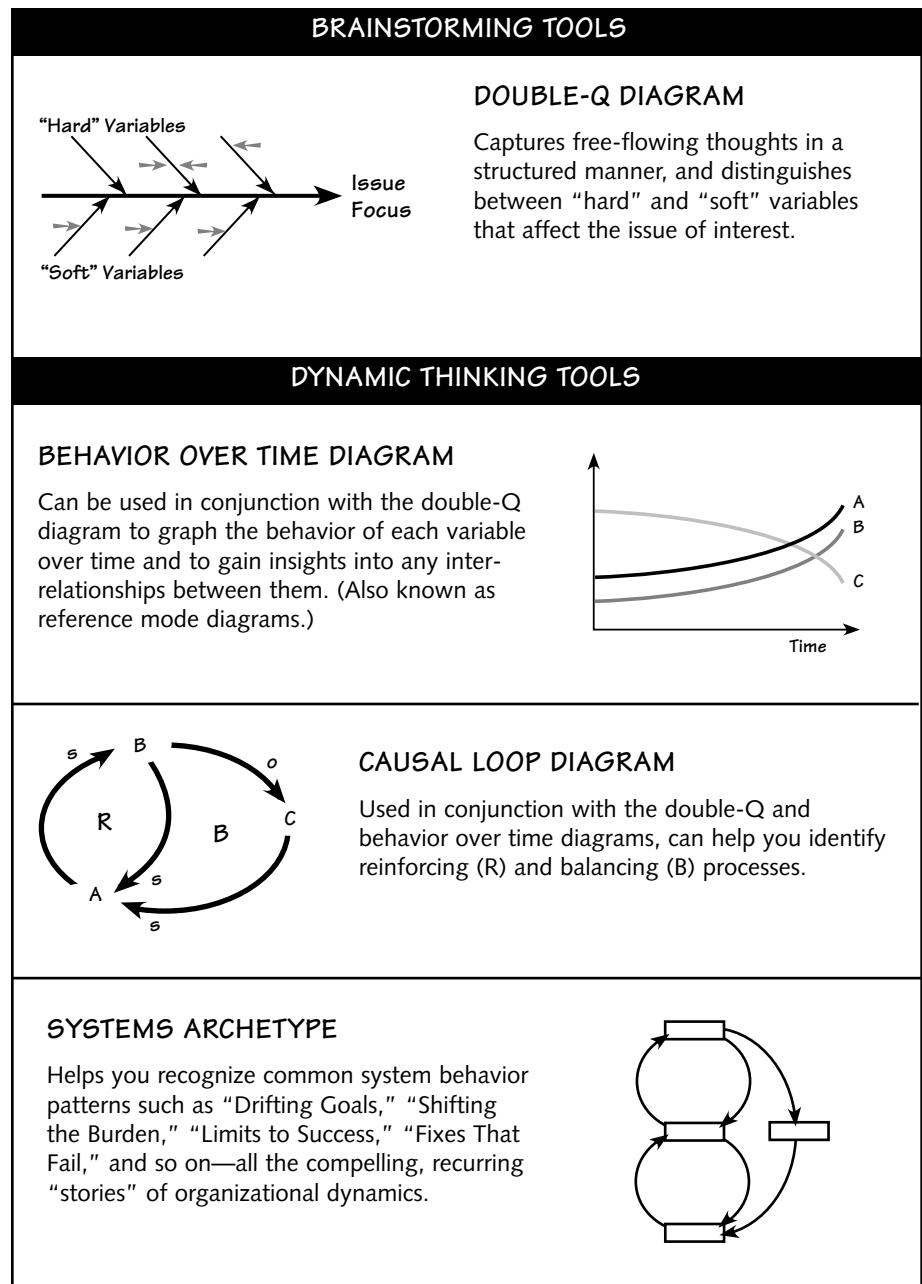 BRAINSTORMING TOOLS
"Hard" Variables
Issue
Focus
"Soft" Variables
DOUBLE-Q DIAGRAM
Captures free-flowing thoughts in a
structured manner, and distinguishes
between "hard" and "soft" variables
that affect the issue of interest.
DYNAMIC THINKING TOOLS
BEHAVIOR OVER TIME DIAGRAM
Can be used in conjunction with the double-Q
diagram to graph the behavior of each variable
over time and to gain insights into any inter-
relationships between them. (Also known as
reference mode diagrams.)
A
B
C
Time
s
B
o
R
B
C
A
s
s
CAUSAL LOOP DIAGRAM
Used in conjunction with the double-Q and
behavior over time diagrams, can help you identify
reinforcing (R) and balancing (B) processes.
SYSTEMS ARCHETYPE
Helps you recognize common system behavior
patterns such as "Drifting Goals," "Shifting
the Burden," "Limits to Success," "Fixes That
Fail," and so on—all the compelling, recurring
"stories" of organizational dynamics.